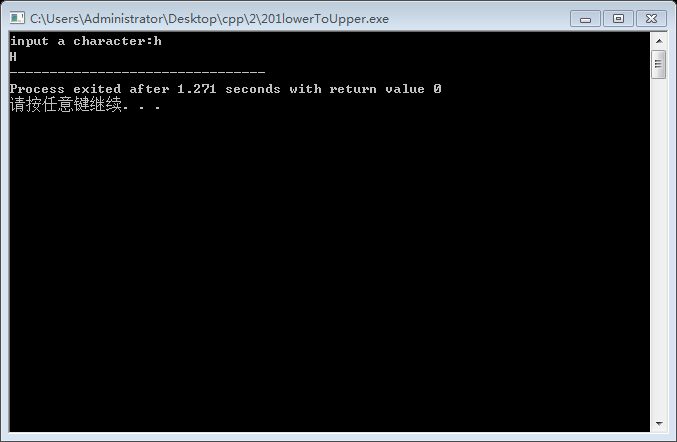 C:\Users\Administrator\Desktop\cpp\2\201lowerToUpper.exe
input a character:h
H
--------------------------------
Process exited after 1.271 seconds with return value 0
请按任意键继续. . .